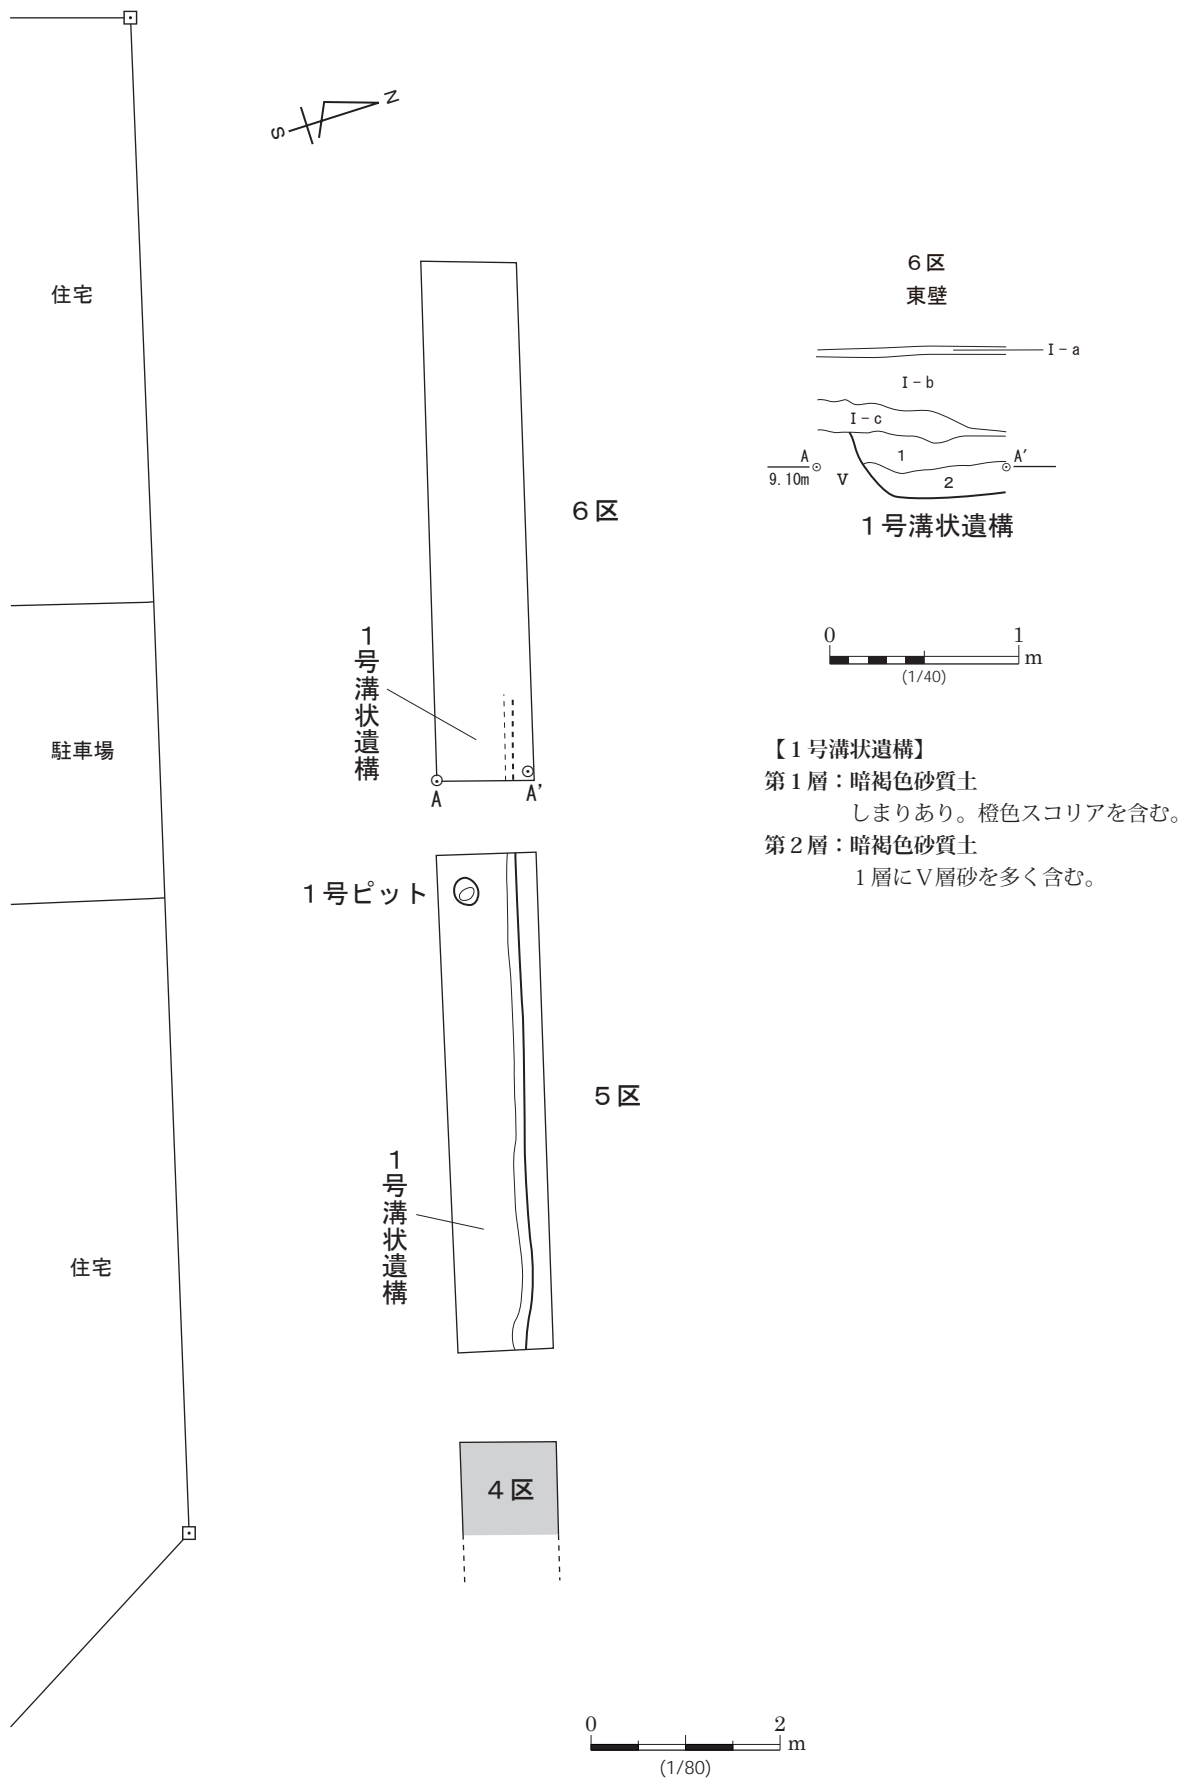 N
S
住宅
6区
東壁
I-a
I-b
I-c
1
A
A'
9.10m
V
2
1号溝状遺構
6区
0 1
m
(1/40)
1号溝状遺構
駐車場
【1号溝状遺構】
第1層：暗褐色砂質土
しまりあり。橙色スコリアを含む。
第2層：暗褐色砂質土
1層にⅤ層砂を多く含む。
A
A'
1号ピット
5区
1号溝状遺構
住宅
4区
0 2
m
(1/80)